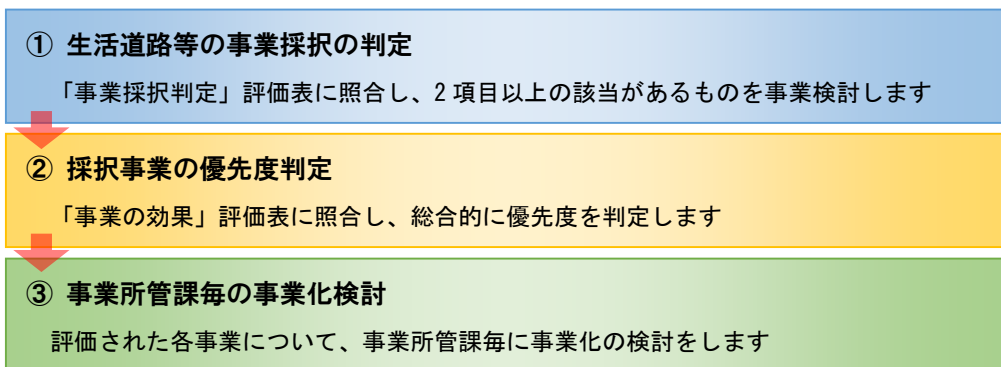 ① 生活道路等の事業採択の判定
「事業採択判定」評価表に照合し、2 項目以上の該当があるものを事業検討します
② 採択事業の優先度判定
「事業の効果」評価表に照合し、総合的に優先度を判定します
③ 事業所管課毎の事業化検討
評価された各事業について、事業所管課毎に事業化の検討をします